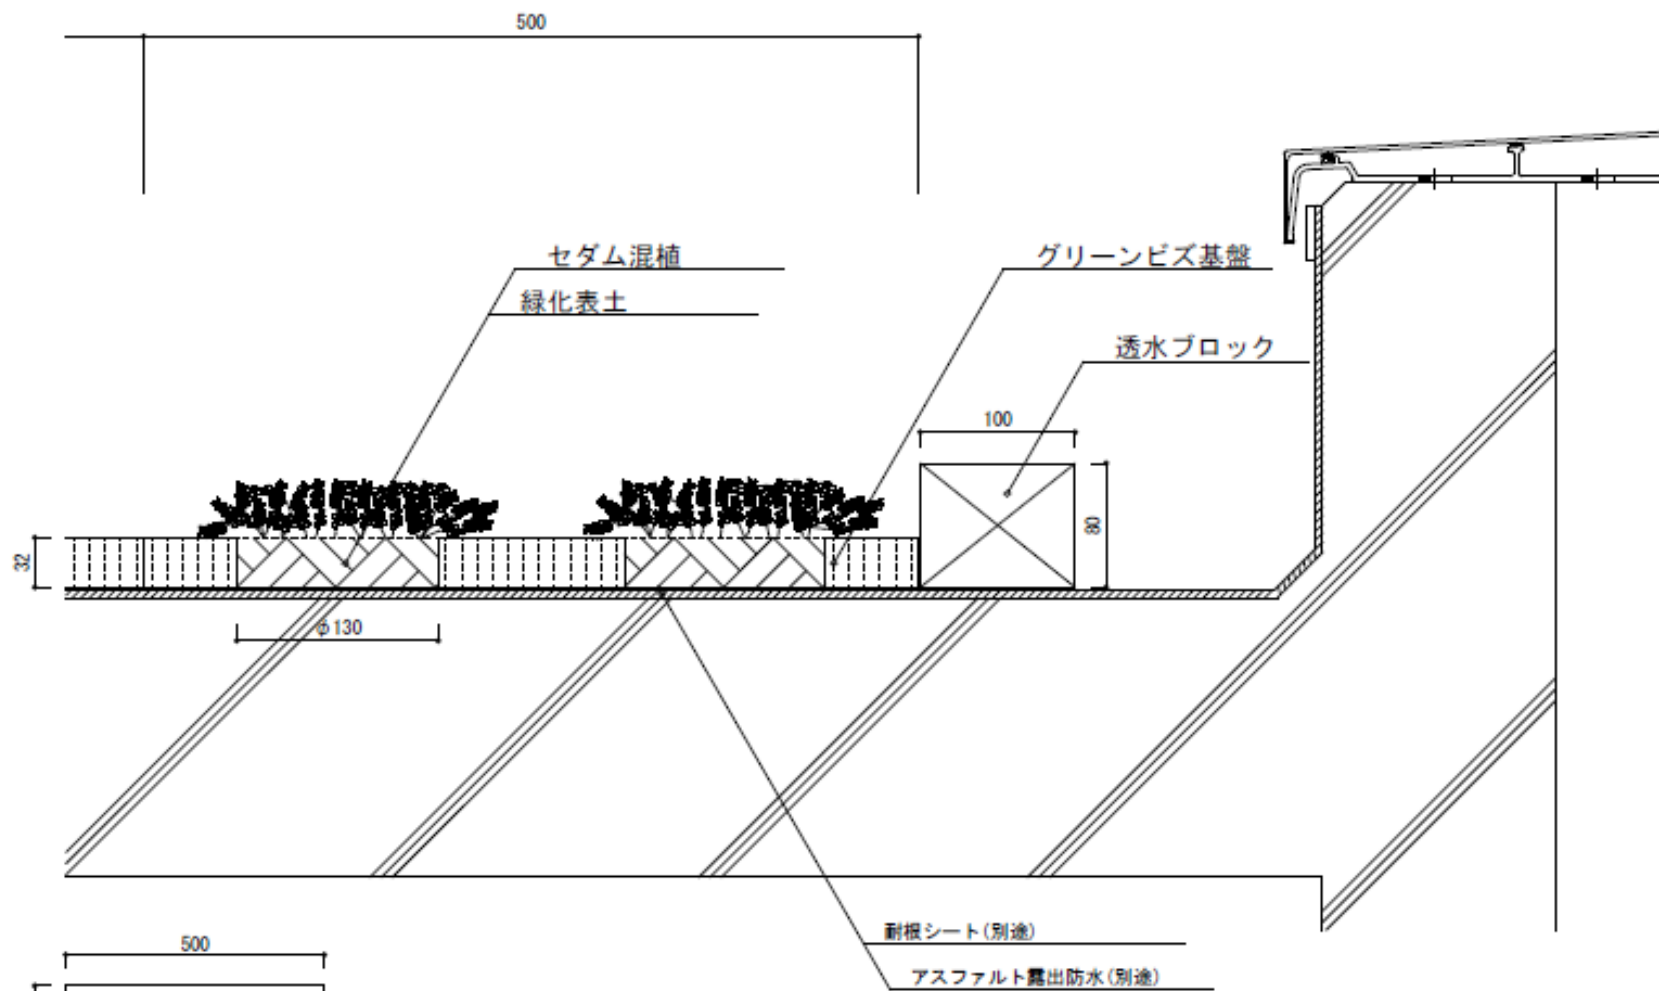 500
セダム混植
グリーンビズ基盤
緑化表土
透水ブロック
100
80
32
φ130
耐根シート(別途)
500
アスファルト露出防水(別途)